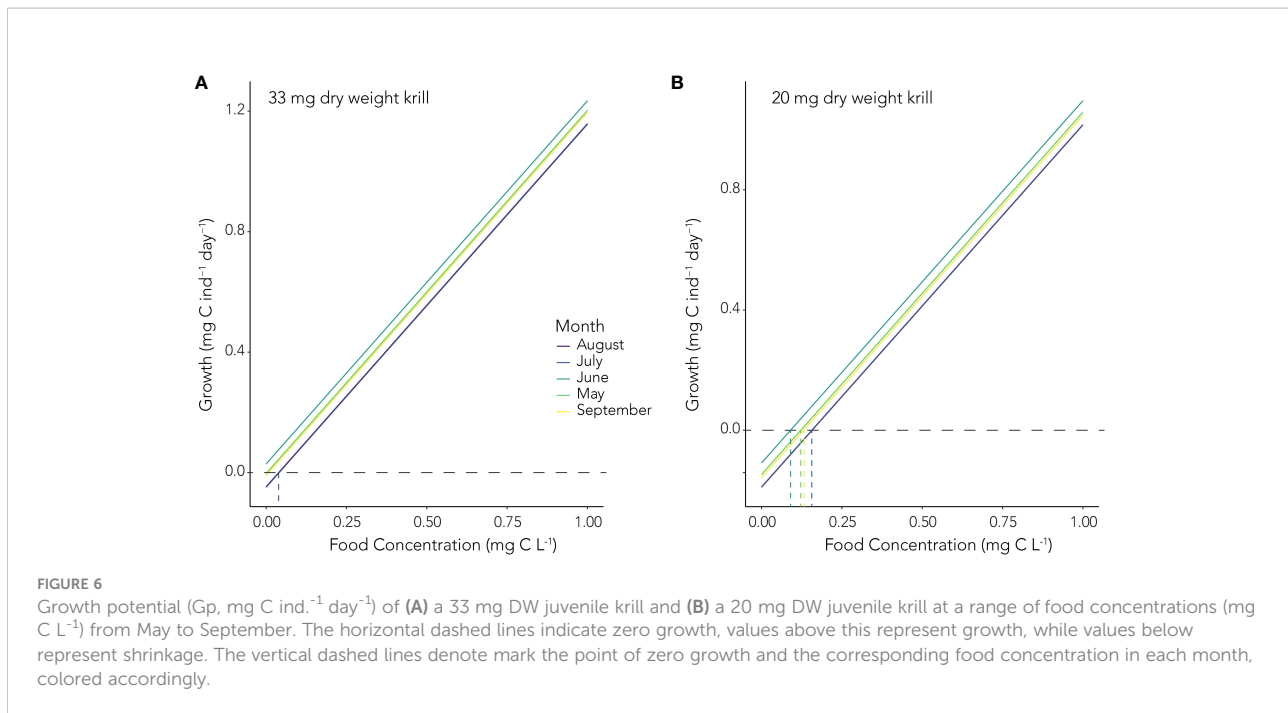 A
33 mg dry weight krill
1.2
0.8
0.4
0.0
Growth (mg C ind⁻¹ day⁻¹)
0.00 0.25 0.50 0.75 1.00
Food Concentration (mg C L⁻¹)
Month
August
July
June
May
September
B
20 mg dry weight krill
0.8
0.4
0.0
Growth (mg C ind⁻¹ day⁻¹)
0.00 0.25 0.50 0.75 1.00
Food Concentration (mg C L⁻¹)
FIGURE 6
Growth potential (Gp, mg C ind.⁻¹ day⁻¹) of (A) a 33 mg DW juvenile krill and (B) a 20 mg DW juvenile krill at a range of food concentrations (mg
C L⁻¹) from May to September. The horizontal dashed lines indicate zero growth, values above this represent growth, while values below
represent shrinkage. The vertical dashed lines denote mark the point of zero growth and the corresponding food concentration in each month,
colored accordingly.